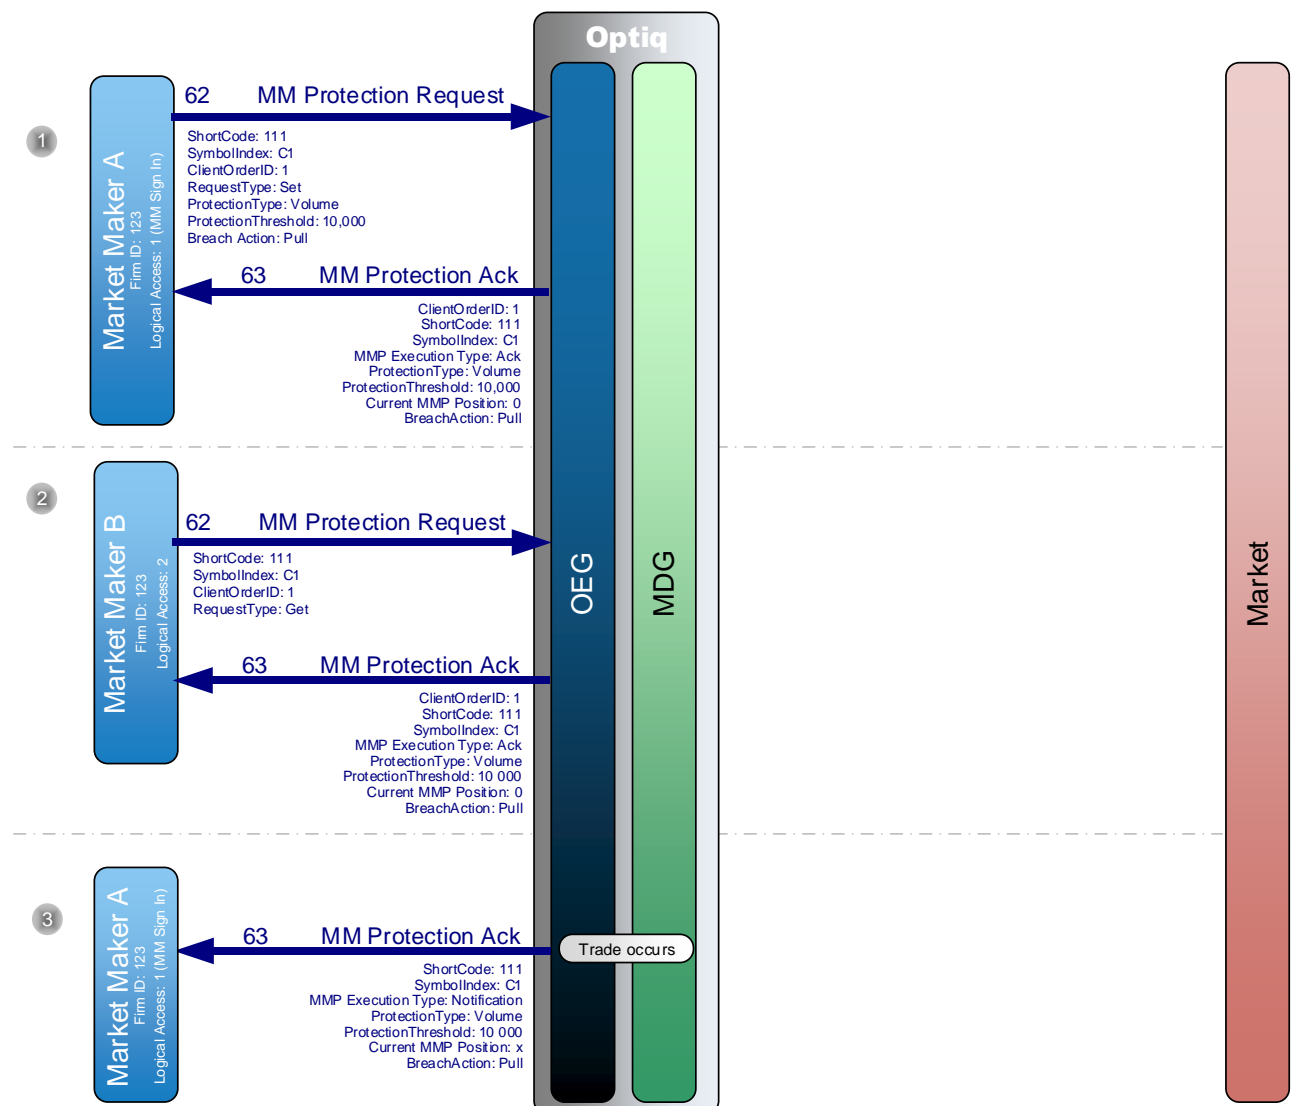 Optiq
1
Market Maker A
Firm ID: 123
Logical Access: 1 (MM Sign In)
62 MM Protection Request
ShortCode: 111
SymbolIndex: C1
ClientOrderID: 1
RequestType: Set
ProtectionType: Volume
ProtectionThreshold: 10,000
Breach Action: Pull
63 MM Protection Ack
ClientOrderID: 1
ShortCode: 111
SymbolIndex: C1
MMP Execution Type: Ack
ProtectionType: Volume
ProtectionThreshold: 10,000
Current MMP Position: 0
BreachAction: Pull
2
Market Maker B
Firm ID: 123
Logical Access: 2
62 MM Protection Request
ShortCode: 111
SymbolIndex: C1
ClientOrderID: 1
RequestType: Get
OEG
MDG
Market
63 MM Protection Ack
ClientOrderID: 1
ShortCode: 111
SymbolIndex: C1
MMP Execution Type: Ack
ProtectionType: Volume
ProtectionThreshold: 10 000
Current MMP Position: 0
BreachAction: Pull
3
Market Maker A
Firm ID: 123
Logical Access: 1 (MM Sign In)
63 MM Protection Ack
Trade occurs
ShortCode: 111
SymbolIndex: C1
MMP Execution Type: Notification
ProtectionType: Volume
ProtectionThreshold: 10 000
Current MMP Position: x
BreachAction: Pull